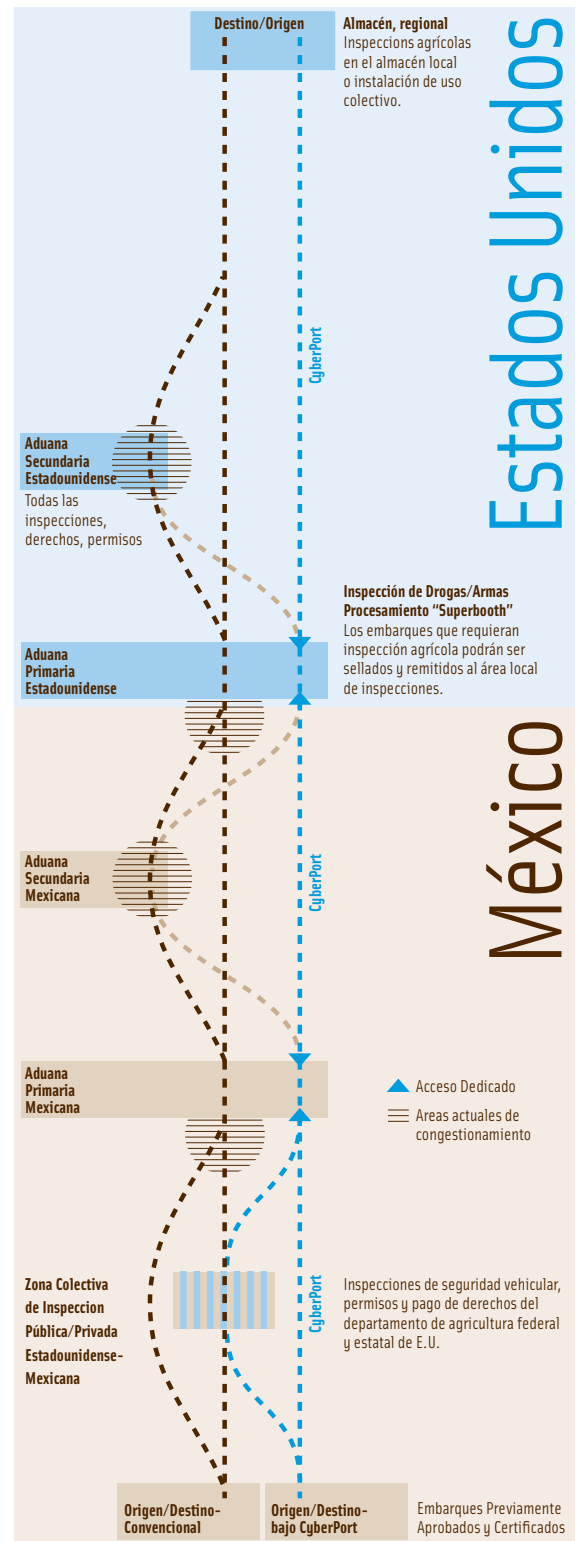 Destino/Origen
Almacén, regional
Inspeccions agrícolas
en el almacén local
o instalación de uso
colectivo.
Estados Unidos
CyberPort
Aduana
Secundaria
Estadounidense
Todas las
inspecciones,
derechos, permisos
Inspección de Drogas/Armas
Procesamiento “Superbooth”
Los embarques que requieran
inspección agrícola podrán ser
sellados y remitidos al área local
de inspecciones.
Aduana
Primaria
Estadounidense
México
Aduana
Secundaria
Mexicana
CyberPort
Aduana
Primaria
Mexicana
Acceso Dedicado
Areas actuales de
congestionamiento
Zona Colectiva
de Inspeccion
Pública/Privada
Estadounidense-
Mexicana
CyberPort
Inspecciones de seguridad vehicular,
permisos y pago de derechos del
departamento de agricultura federal
y estatal de E.U.
Origen/Destino-
Convencional
Origen/Destino-
bajo CyberPort
Embarques Previamente
Aprobados y Certificados